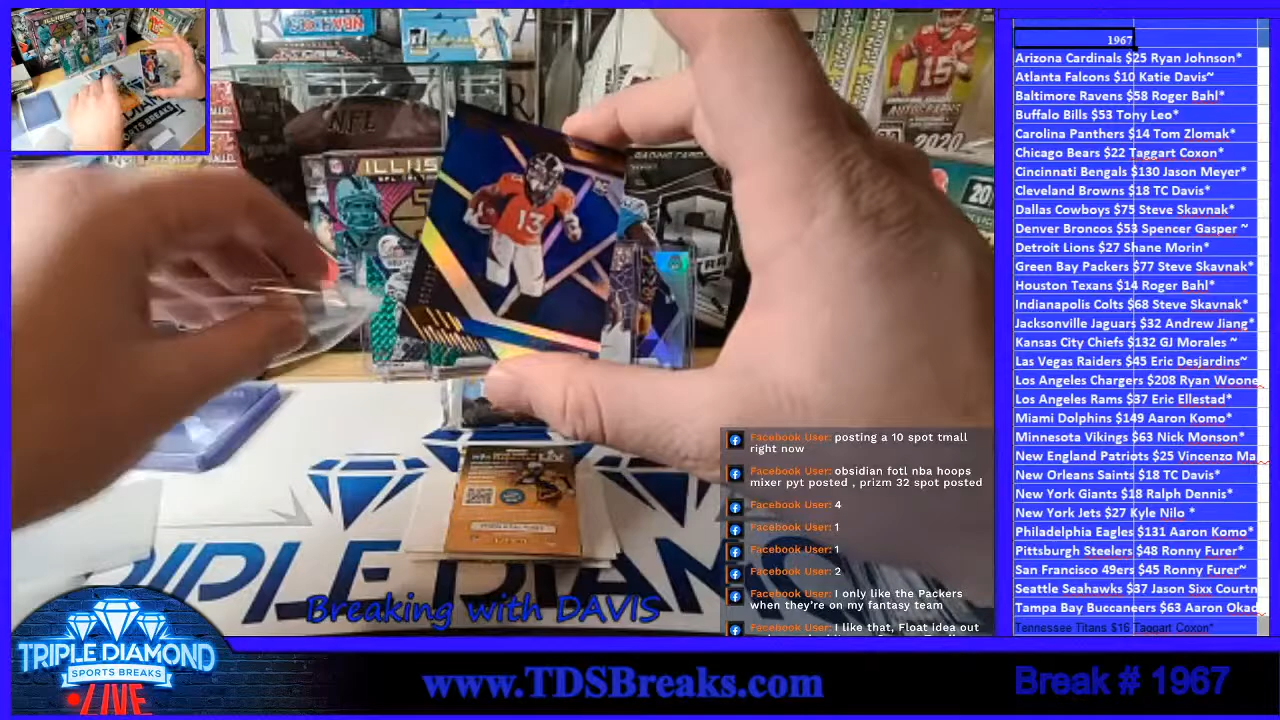 1967
Arizona Cardinals $25 Ryan Johnson*
Atlanta Falcons $10 Katie Davis~
Baltimore Ravens $58 Roger Bahl*
Buffalo Bills $53 Tony Leo*
Carolina Panthers $14 Tom Zlomak*
Chicago Bears $22 Taggart Coxon*
Cincinnati Bengals $130 Jason Meyer*
Cleveland Browns $18 TC Davis*
Dallas Cowboys $75 Steve Skavnak*
Denver Broncos $53 Spencer Gasper ~
Detroit Lions $27 Shane Morin*
Green Bay Packers $77 Steve Skavnak*
Houston Texans $14 Roger Bahl*
Indianapolis Colts $68 Steve Skavnak*
Jacksonville Jaguars $32 Andrew Jiang*
Kansas City Chiefs $132 GJ Morales ~
Las Vegas Raiders $45 Eric Desjardins~
Los Angeles Chargers $208 Ryan Woone
Los Angeles Rams $37 Eric Ellestad*
Miami Dolphins $149 Aaron Komo*
Minnesota Vikings $63 Nick Monson*
New England Patriots $25 Vincenzo Ma
New Orleans Saints $18 TC Davis*
New York Giants $18 Ralph Dennis*
New York Jets $27 Kyle Nilo *
Philadelphia Eagles $131 Aaron Komo*
Pittsburgh Steelers $48 Ronny Furer*
San Francisco 49ers $45 Ronny Furer~
Seattle Seahawks $37 Jason Sixx Courtn
Tampa Bay Buccaneers $63 Aaron Okad
Tennessee Titans $16 Taggart Coxon*
NFL
ILLUS
15
2020
13
RC
Facebook User: posting a 10 spot tmall
right now
Facebook User: obsidian fotl nba hoops
mixer pyt posted , prizm 32 spot posted
Facebook User: 4
Facebook User: 1
Facebook User: 1
Facebook User: 2
Facebook User: I only like the Packers
when they're on my fantasy team
Facebook User: I like that, Float idea out
Breaking with DAVIS
TRIPLE DIAMOND
SPORTS BREAKS
LIVE
www.TDSBreaks.com
Break # 1967